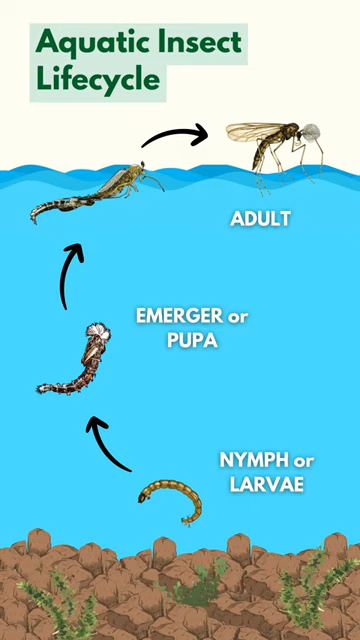 Aquatic Insect
Lifecycle
ADULT
EMERGER or
PUPA
NYMPH or
LARVAE